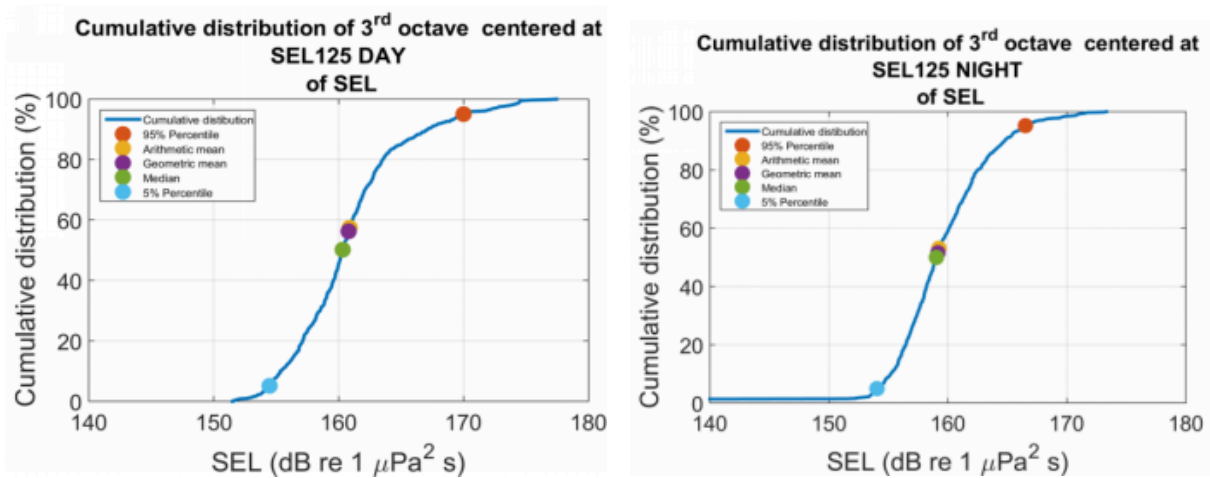 Cumulative distribution of 3rd octave centered at
SEL125 DAY
of SEL
Cumulative distribution (%)
100
80
60
40
20
0
Cumulative distibution
95% Percentile
Arithmetic mean
Geometric mean
Median
5% Percentile
140
150
160
170
180
SEL (dB re 1 μPa² s)
Cumulative distribution of 3rd octave centered at
SEL125 NIGHT
of SEL
Cumulative distribution (%)
100
80
60
40
20
0
Cumulative distibution
95% Percentile
Arithmetic mean
Geometric mean
Median
5% Percentile
140
150
160
170
180
SEL (dB re 1 μPa² s)